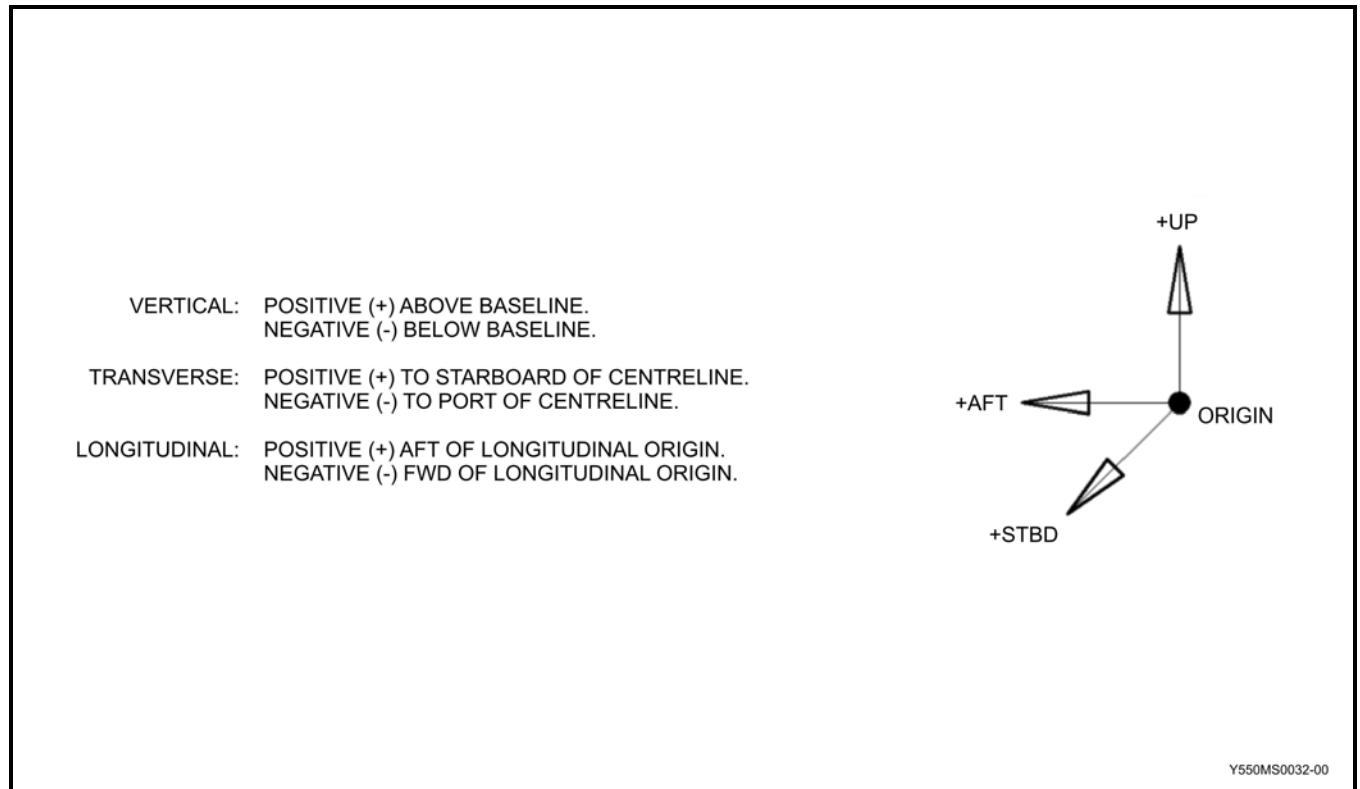 +UP
VERTICAL: POSITIVE (+) ABOVE BASELINE.
NEGATIVE (-) BELOW BASELINE.
TRANSVERSE: POSITIVE (+) TO STARBOARD OF CENTRELINE.
NEGATIVE (-) TO PORT OF CENTRELINE.
+AFT
ORIGIN
LONGITUDINAL: POSITIVE (+) AFT OF LONGITUDINAL ORIGIN.
NEGATIVE (-) FWD OF LONGITUDINAL ORIGIN.
+STBD
Y550MS0032-00